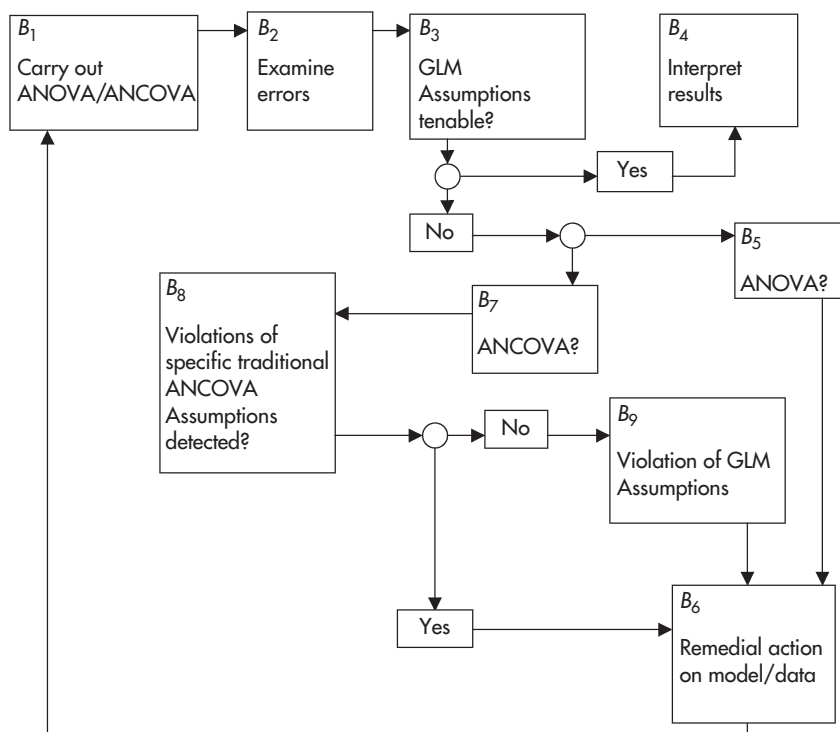 B1
Carry out
ANOVA/ANCOVA
B2
Examine
errors
B3
GLM
Assumptions
tenable?
B4
Interpret
results
Yes
No
B5
ANOVA?
B7
ANCOVA?
B8
Violations of
specific traditional
ANCOVA
Assumptions
detected?
No
B9
Violation of GLM
Assumptions
Yes
B6
Remedial action
on model/data